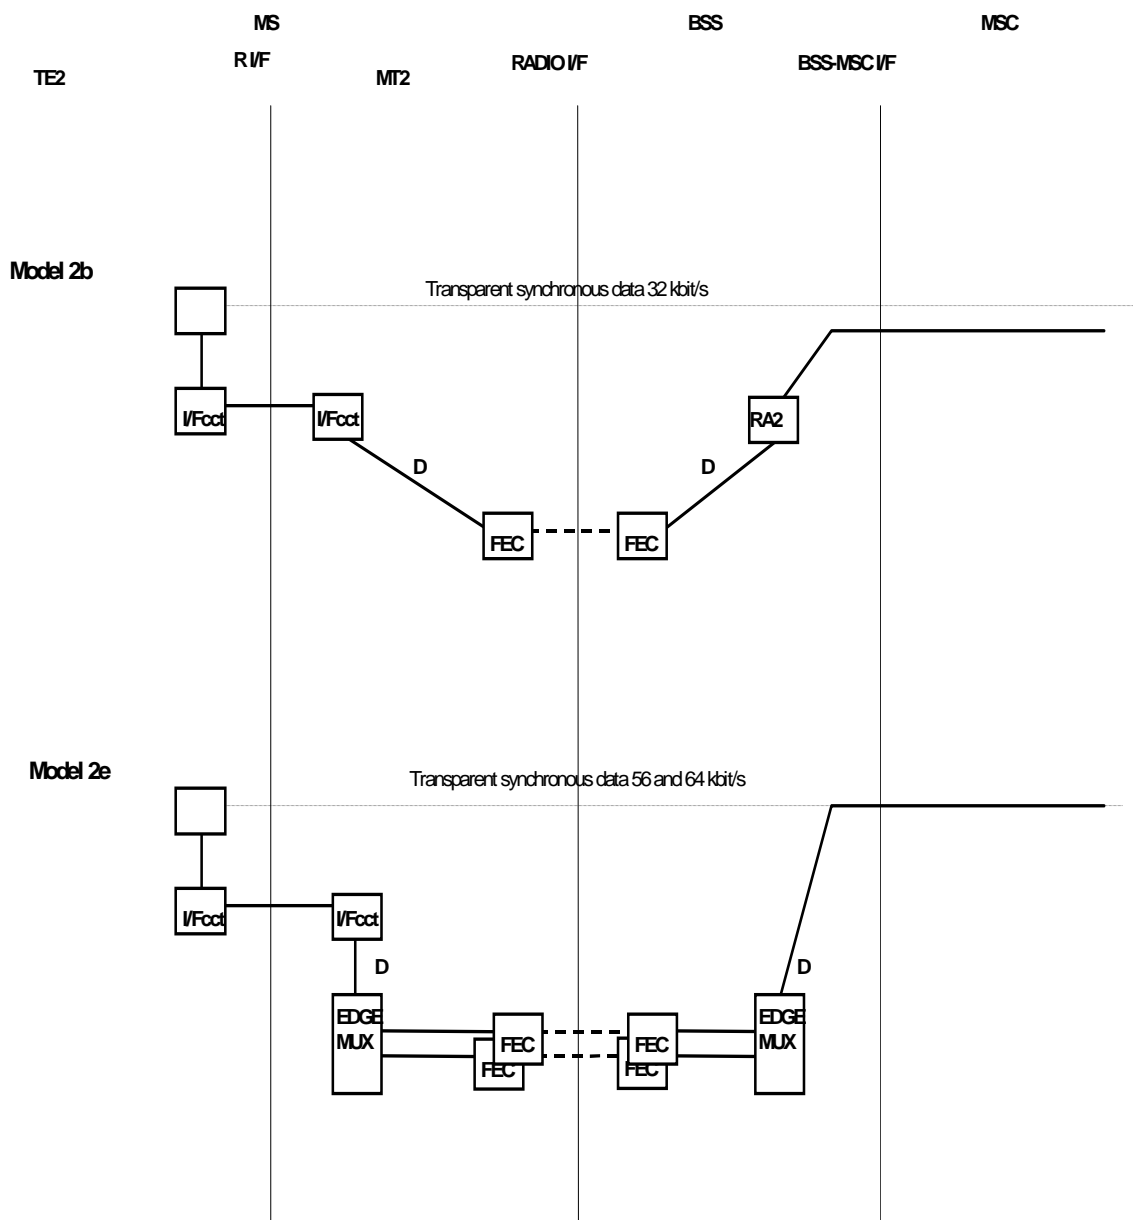 MS
BSS
MSC
R I/F
RADIO I/F
BSS-MSC I/F
TE2
MT2
Model 2b
Transparent synchronous data 32 kbit/s
I/Fcct
I/Fcct
RA2
D
D
FEC
FEC
Model 2e
Transparent synchronous data 56 and 64 kbit/s
I/Fcct
I/Fcct
D
D
EDGE
MUX
FEC
FEC
FEC
FEC
EDGE
MUX